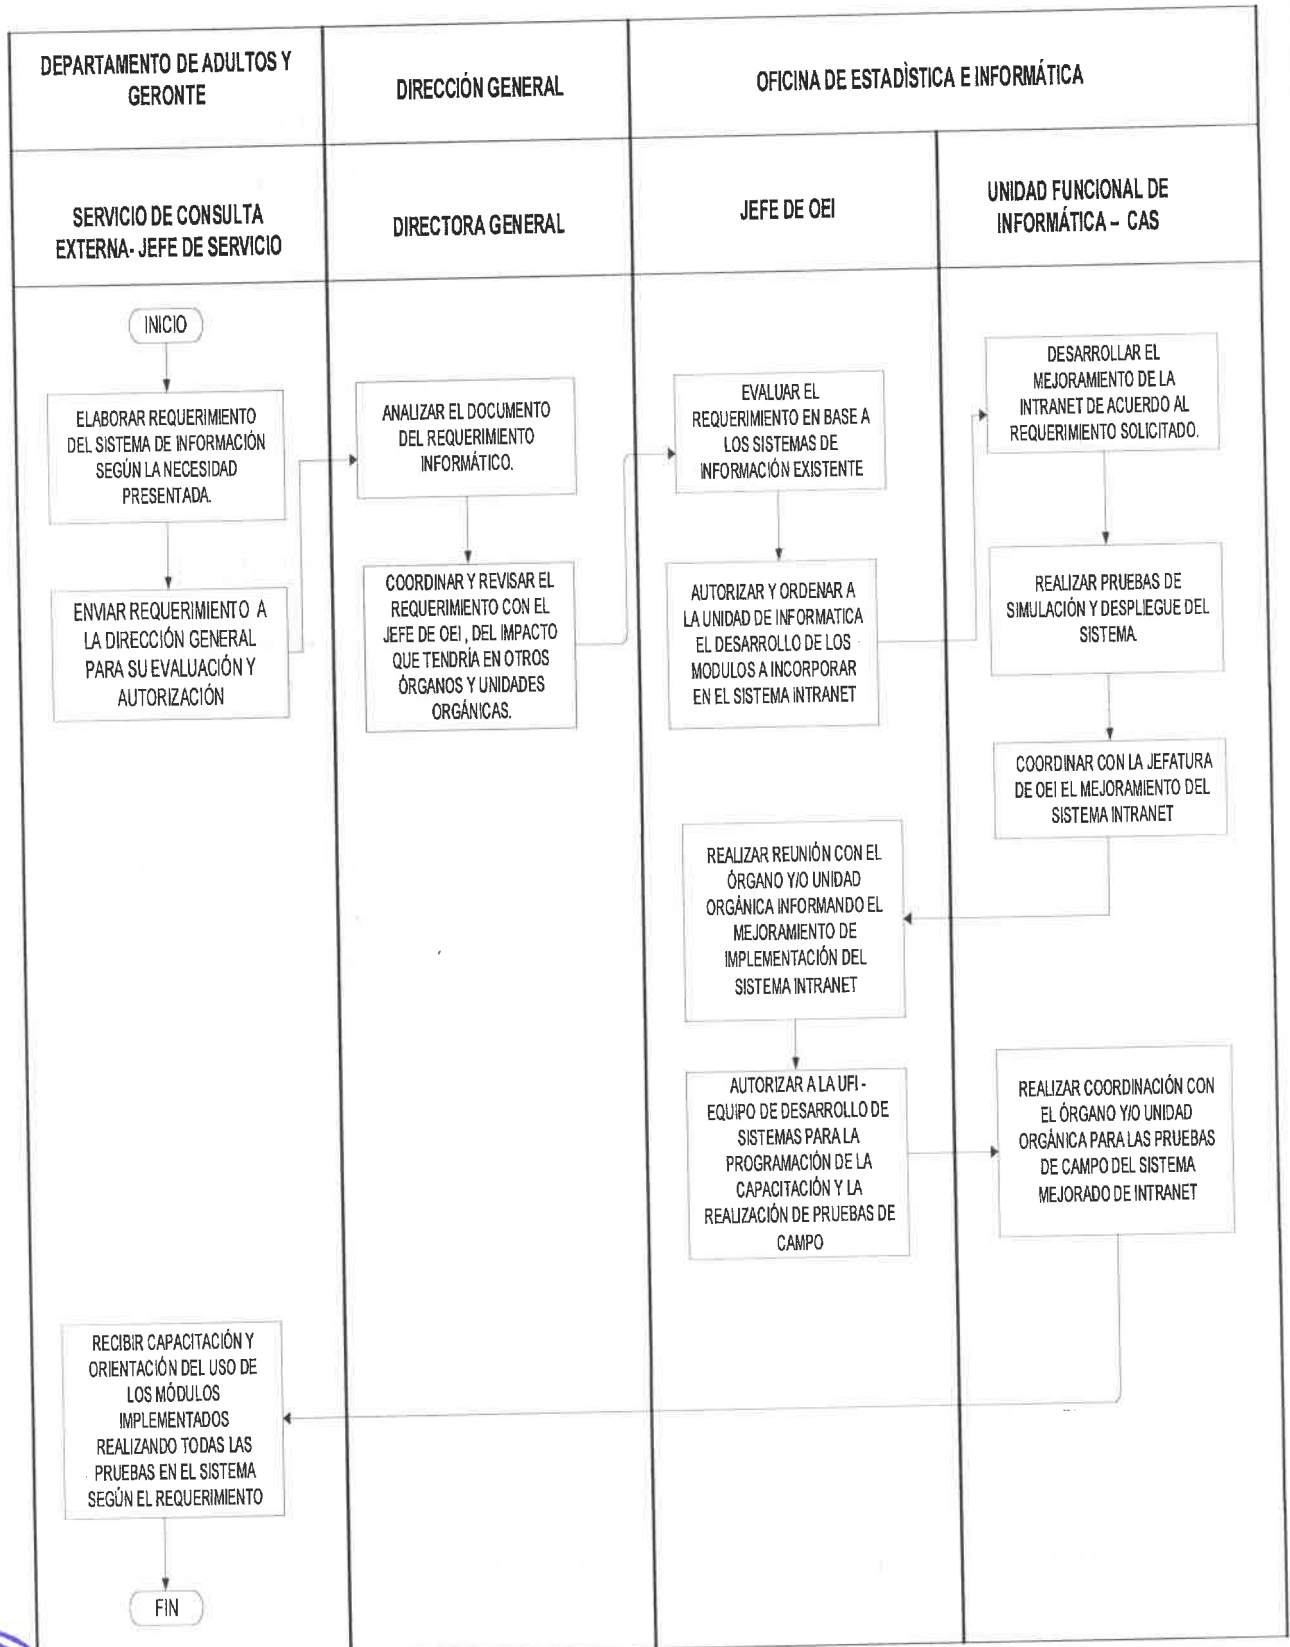 DEPARTAMENTO DE ADULTOS Y
GERONTE
DIRECCIÓN GENERAL
OFICINA DE ESTADÌSTICA E INFORMÁTICA
SERVICIO DE CONSULTA
EXTERNA- JEFE DE SERVICIO
DIRECTORA GENERAL
JEFE DE OEI
UNIDAD FUNCIONAL DE
INFORMÁTICA – CAS
INICIO
ELABORAR REQUERIMIENTO
DEL SISTEMA DE INFORMACIÓN
SEGÚN LA NECESIDAD
PRESENTADA.
ENVIAR REQUERIMIENTO A
LA DIRECCIÓN GENERAL
PARA SU EVALUACIÓN Y
AUTORIZACIÓN
ANALIZAR EL DOCUMENTO
DEL REQUERIMIENTO
INFORMÁTICO.
COORDINAR Y REVISAR EL
REQUERIMIENTO CON EL
JEFE DE OEI , DEL IMPACTO
QUE TENDRÍA EN OTROS
ÓRGANOS Y UNIDADES
ORGÁNICAS.
EVALUAR EL
REQUERIMIENTO EN BASE A
LOS SISTEMAS DE
INFORMACIÓN EXISTENTE
AUTORIZAR Y ORDENAR A
LA UNIDAD DE INFORMATICA
EL DESARROLLO DE LOS
MODULOS A INCORPORAR
EN EL SISTEMA INTRANET
DESARROLLAR EL
MEJORAMIENTO DE LA
INTRANET DE ACUERDO AL
REQUERIMIENTO SOLICITADO.
REALIZAR PRUEBAS DE
SIMULACIÓN Y DESPLIEGUE DEL
SISTEMA.
COORDINAR CON LA JEFATURA
DE OEI EL MEJORAMIENTO DEL
SISTEMA INTRANET
REALIZAR REUNIÓN CON EL
ÓRGANO Y/O UNIDAD
ORGÁNICA INFORMANDO EL
MEJORAMIENTO DE
IMPLEMENTACIÓN DEL
SISTEMA INTRANET
AUTORIZAR A LA UFI -
EQUIPO DE DESARROLLO DE
SISTEMAS PARA LA
PROGRAMACIÓN DE LA
CAPACITACIÓN Y LA
REALIZACIÓN DE PRUEBAS DE
CAMPO
REALIZAR COORDINACIÓN CON
EL ÓRGANO Y/O UNIDAD
ORGÁNICA PARA LAS PRUEBAS
DE CAMPO DEL SISTEMA
MEJORADO DE INTRANET
RECIBIR CAPACITACIÓN Y
ORIENTACIÓN DEL USO DE
LOS MÓDULOS
IMPLEMENTADOS
REALIZANDO TODAS LAS
PRUEBAS EN EL SISTEMA
SEGÚN EL REQUERIMIENTO
FIN